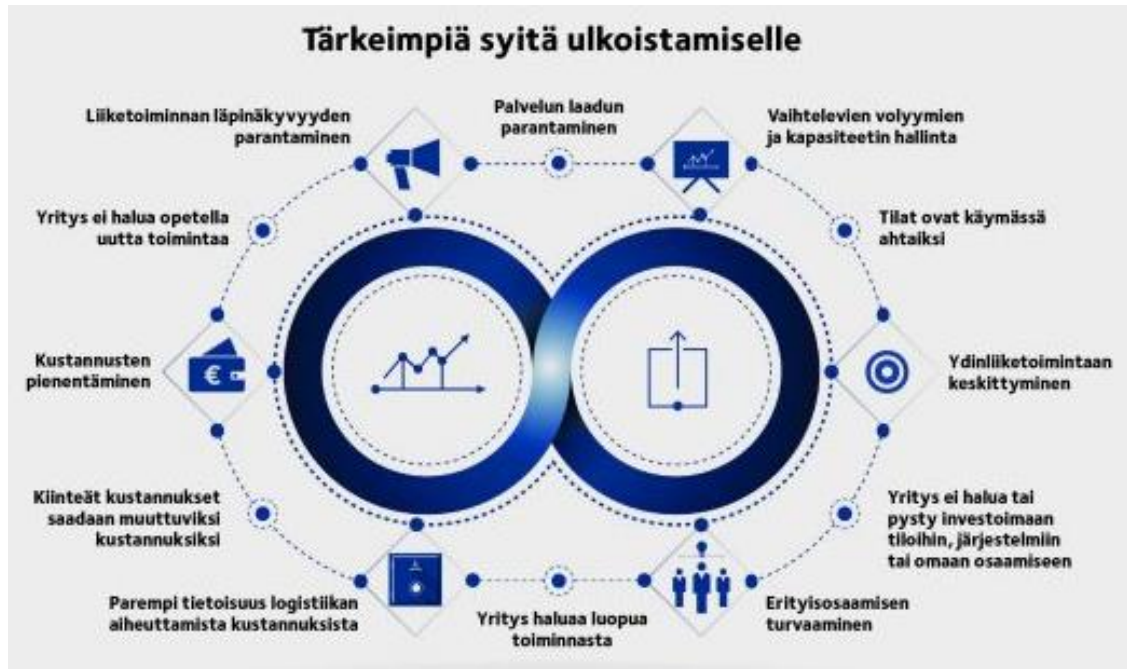 Tärkeimpiä syitä ulkoistamiselle
Liiketoiminnan läpinäkyvyyden
parantaminen
Palvelun laadun
parantaminen
Vaihtelevien volyymien
ja kapasiteetin hallinta
Yritys ei halua opetella
uutta toimintaa
Tilat ovat käymässä
ahtaiksi
Kustannusten
pienentäminen
€
Ydinliiketoimintaan
keskittyminen
Kiinteät kustannukset
saadaan muuttuviksi
kustannuksiksi
Yritys ei halua tai
pysty investoimaan
tiloihin, järjestelmiin
tai omaan osaamiseen
Parempi tietoisuus logistiikan
aiheuttamista kustannuksista
Yritys haluaa luopua
toiminnasta
Erityisosaamisen
turvaaminen